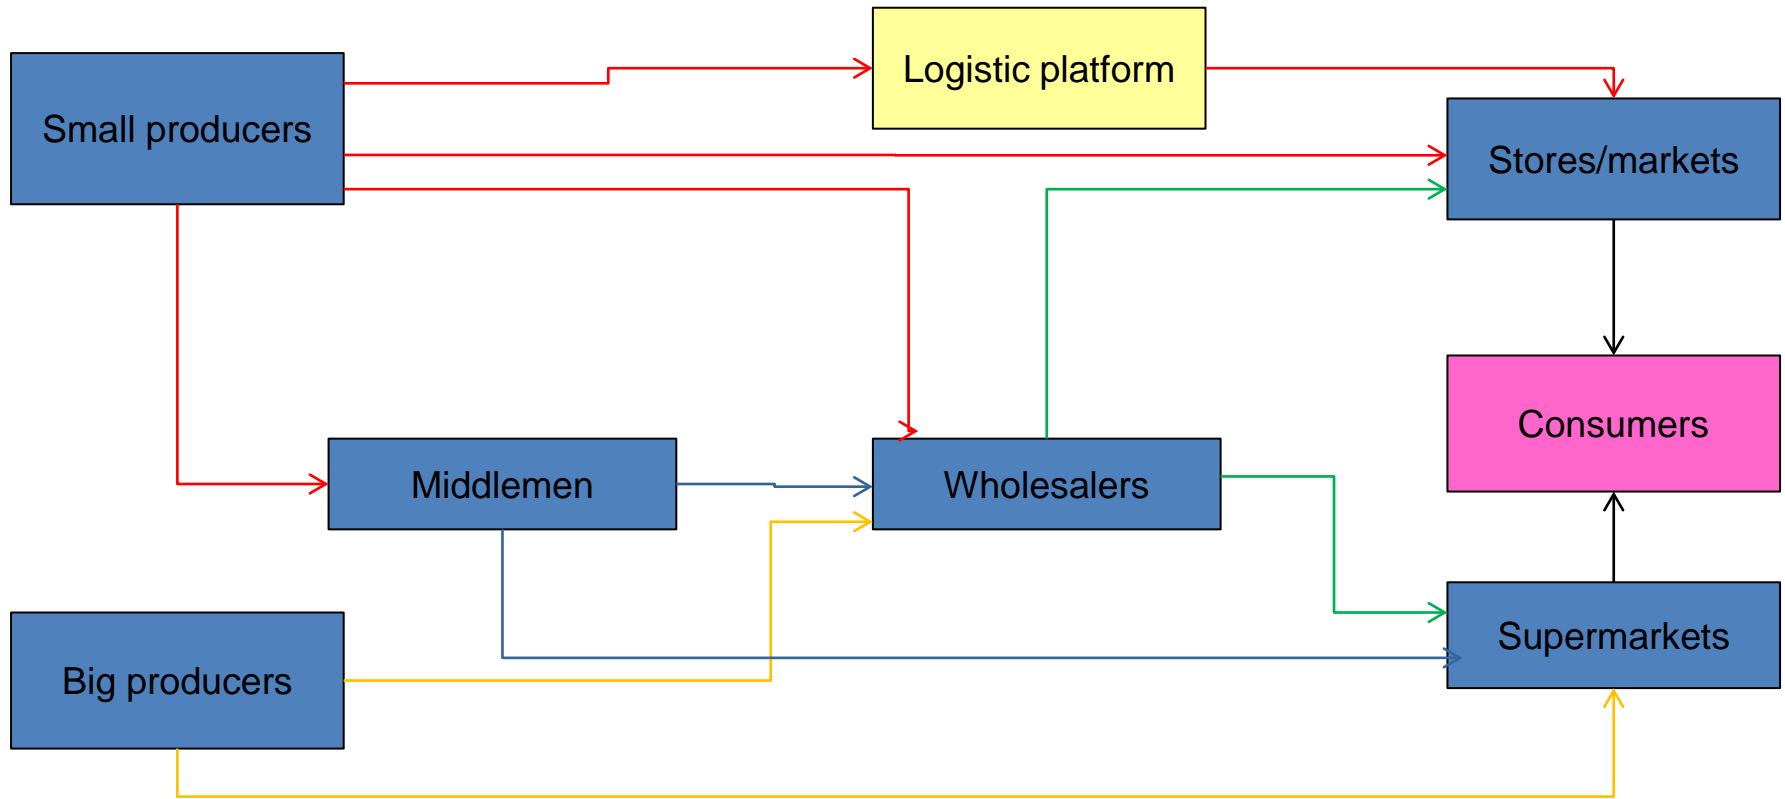 Logistic platform
Small producers
Stores/markets
Consumers
Middlemen
Wholesalers
Supermarkets
Big producers